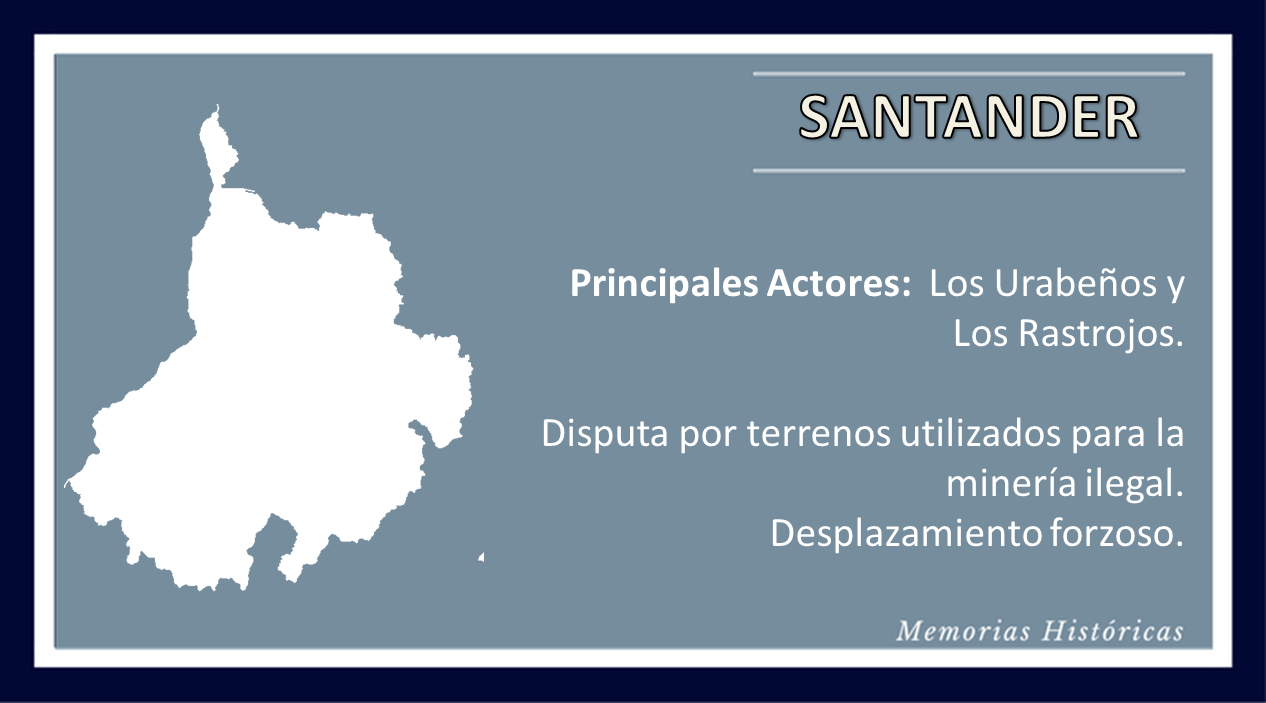 SANTANDER
Principales Actores: Los Urabeños y
Los Rastrojos.
Disputa por terrenos utilizados para la
minería ilegal.
Desplazamiento forzoso.
Memorias Históricas